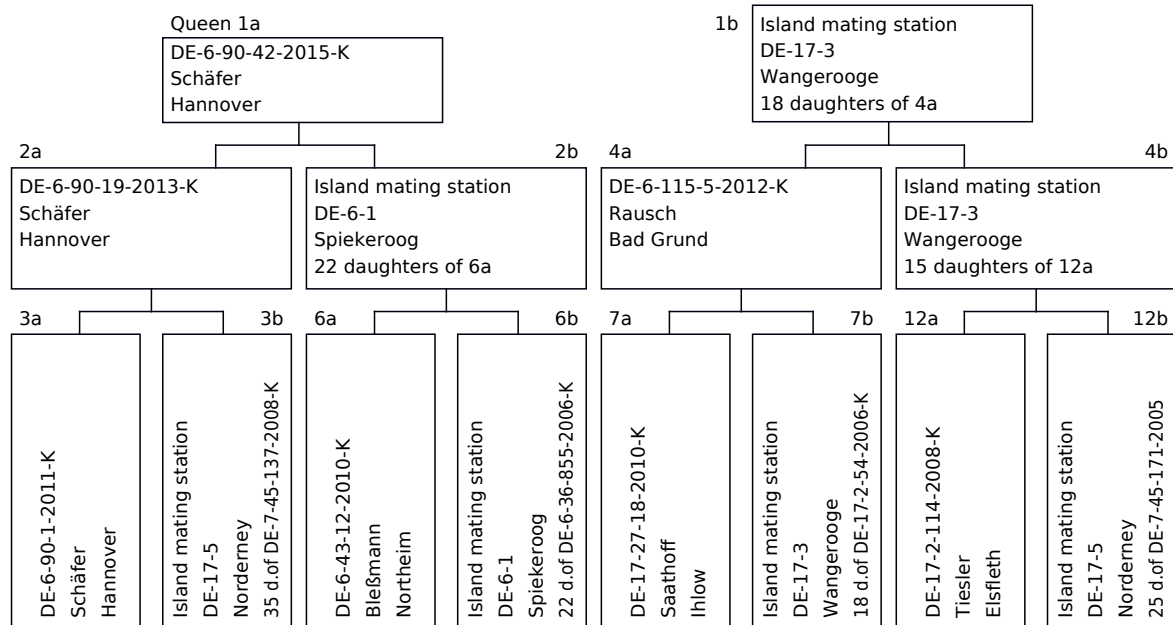 Queen 1a
DE-6-90-42-2015-K
Schäfer
Hannover
1b
Island mating station
DE-17-3
Wangerooge
18 daughters of 4a
2a
DE-6-90-19-2013-K
Schäfer
Hannover
2b
Island mating station
DE-6-1
Spiekeroog
22 daughters of 6a
4a
DE-6-115-5-2012-K
Rausch
Bad Grund
4b
Island mating station
DE-17-3
Wangerooge
15 daughters of 12a
3a
DE-6-90-1-2011-K
Schäfer
Hannover
3b
Island mating station
DE-17-5
Norderney
35 d.of DE-7-45-137-2008-K
6a
DE-6-43-12-2010-K
Bleßmann
Northeim
6b
Island mating station
DE-6-1
Spiekeroog
22 d.of DE-6-36-855-2006-K
7a
DE-17-27-18-2010-K
Saathoff
Ihlow
7b
Island mating station
DE-17-3
Wangerooge
18 d.of DE-17-2-54-2006-K
12a
DE-17-2-114-2008-K
Tiesler
Elsfleth
12b
Island mating station
DE-17-5
Norderney
25 d.of DE-7-45-171-2005